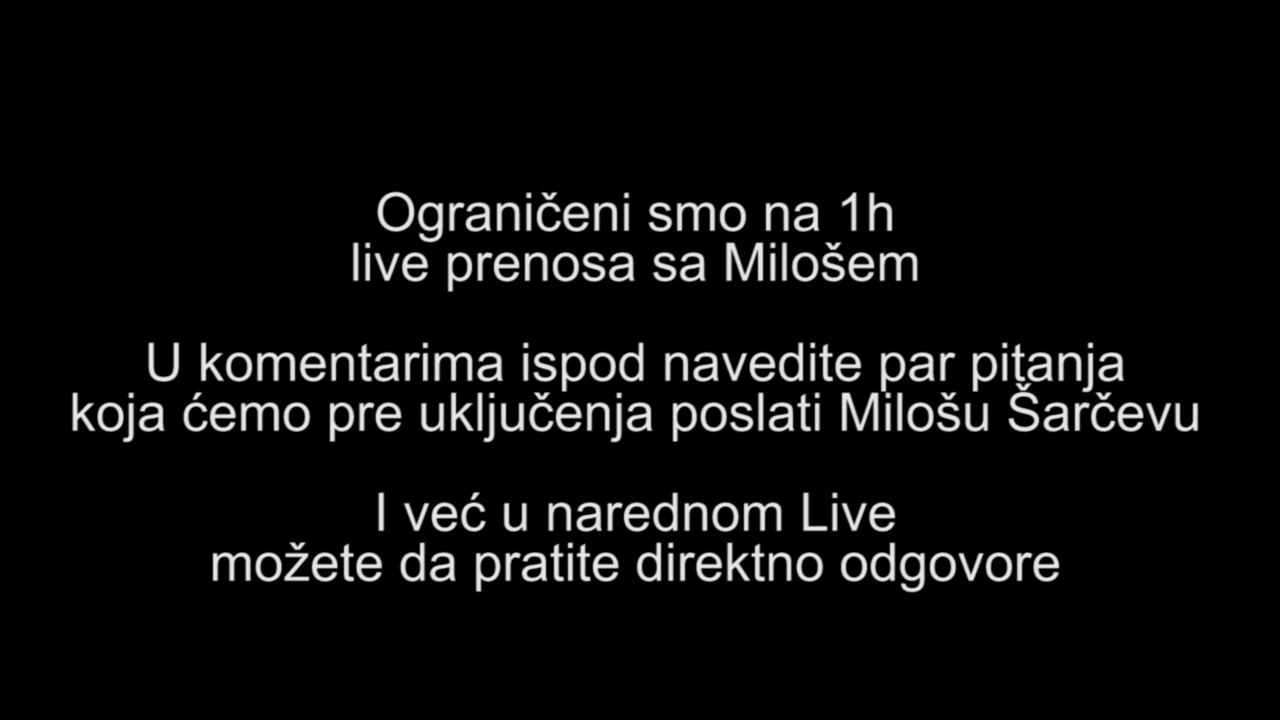 Ograničeni smo na 1h
live prenosa sa Milošem
U komentarima ispod navedite par pitanja
koja ćemo pre uključenja poslati Milošu Šarčevu
I već u narednom Live
možete da pratite direktno odgovore